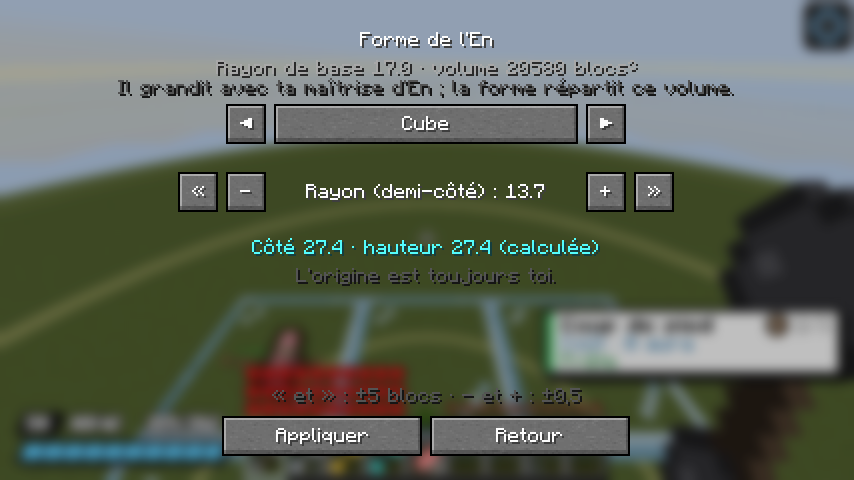 Forme de l'En
Rayon de base 17.0 · volume 20580 blocs³
Il grandit avec ta maîtrise d'En ; la forme répartit ce volume.
◄ Cube ►
« - Rayon (demi-côté) : 13.7 + »
Côté 27.4 · hauteur 27.4 (calculée)
L'origine est toujours toi.
« et » : ±5 blocs · - et + : ±0,5
Appliquer Retour